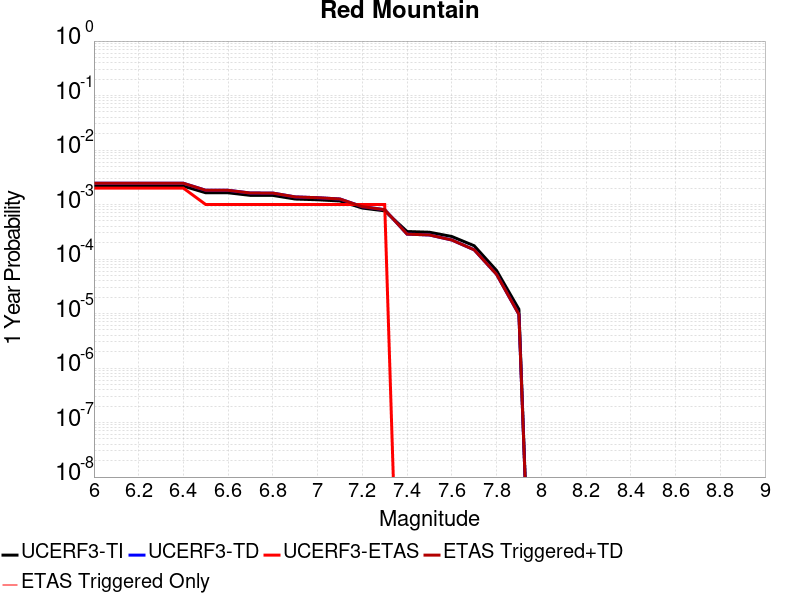 Red Mountain
10^0
10^-1
10^-2
10^-3
10^-4
10^-5
10^-6
10^-7
10^-8
1 Year Probability
6 6.2 6.4 6.6 6.8 7 7.2 7.4 7.6 7.8 8 8.2 8.4 8.6 8.8 9
Magnitude
UCERF3-TI UCERF3-TD UCERF3-ETAS ETAS Triggered+TD
ETAS Triggered Only